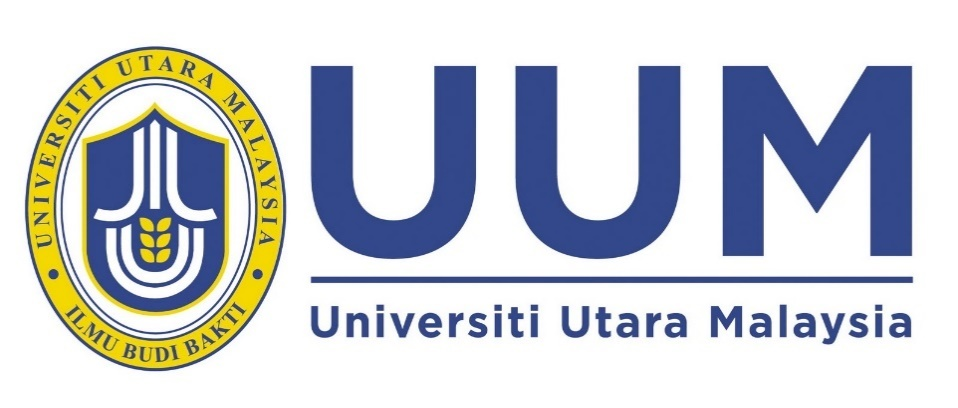 UNIVERSITI UTARA MALAYSIA
ILMU BUDI BAKTI
UUM
Universiti Utara Malaysia